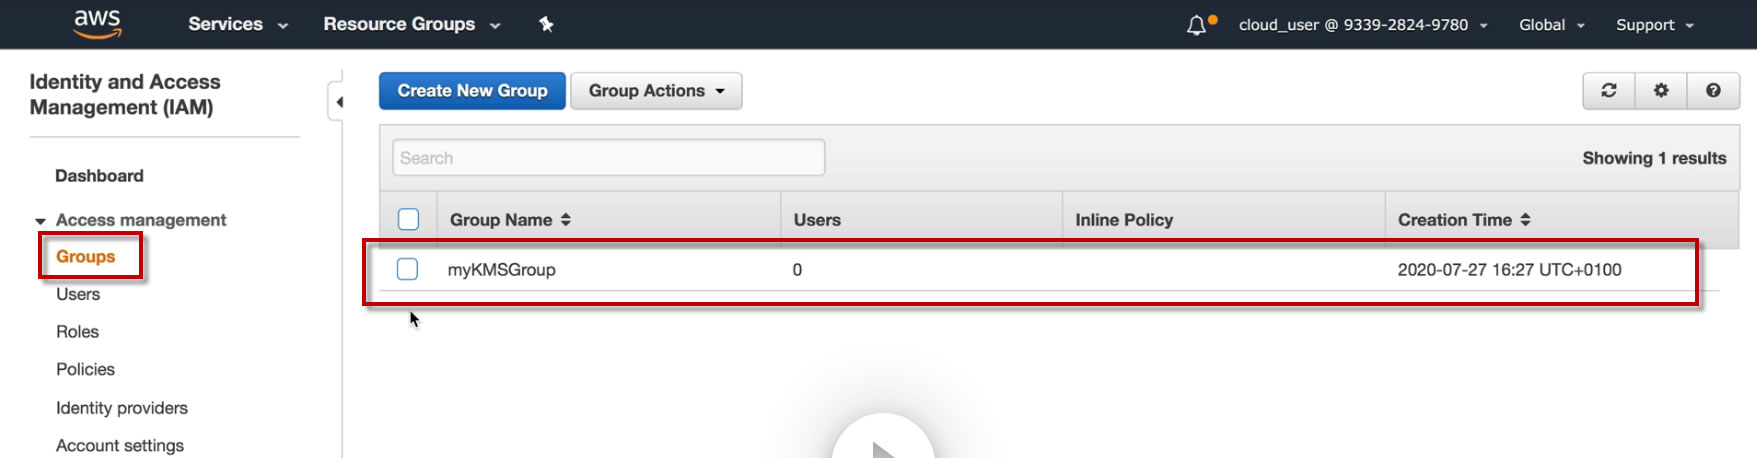 aws Services Resource Groups cloud_user @ 9339-2824-9780 Global Support
Identity and Access
Management (IAM)
Dashboard
Access management
Groups
Users
Roles
Policies
Identity providers
Account settings
Create New Group Group Actions
Search Showing 1 results
Group Name Users Inline Policy Creation Time
myKMSGroup 0 2020-07-27 16:27 UTC+0100